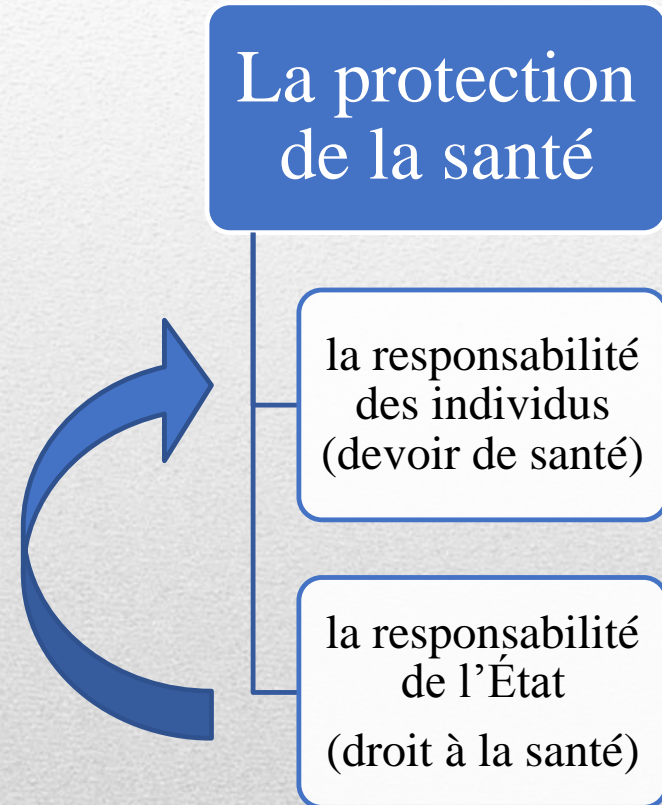 La protection
de la santé
la responsabilité
des individus
(devoir de santé)
la responsabilité
de l’État
(droit à la santé)